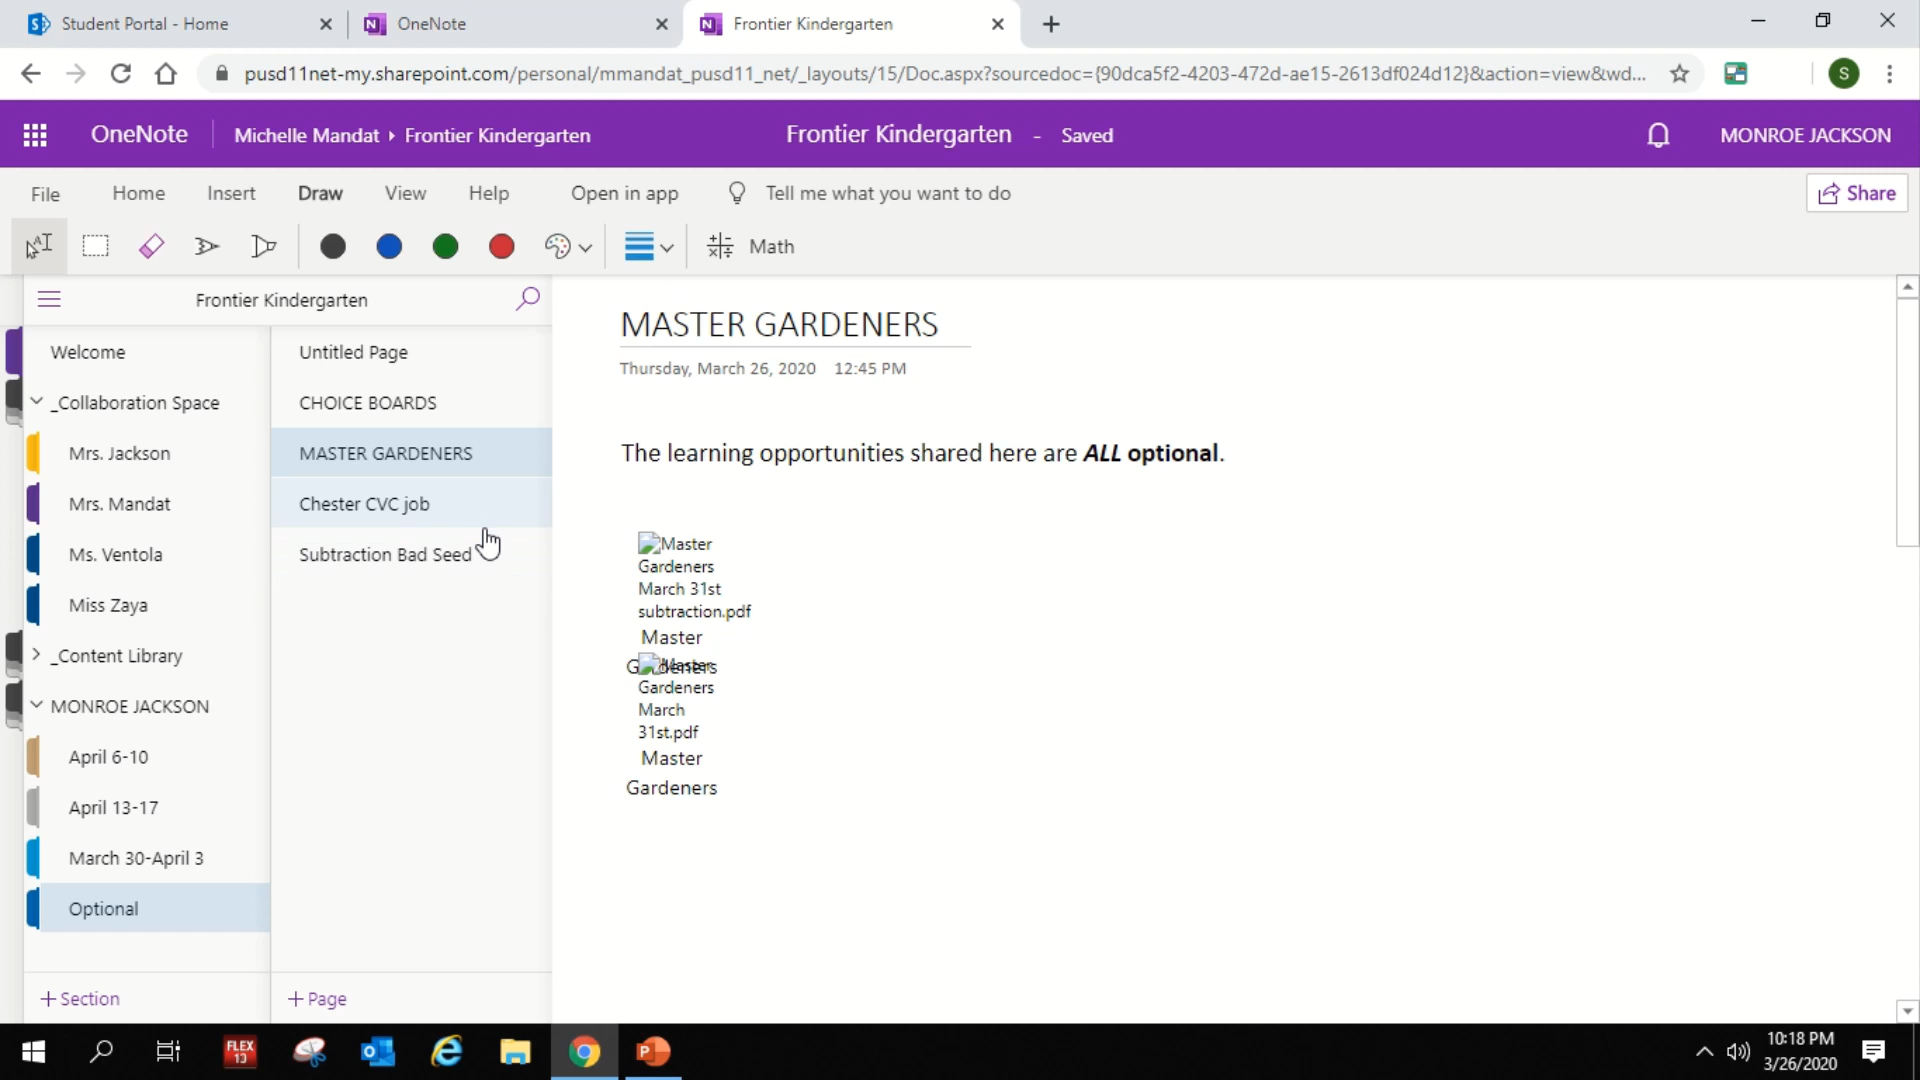 Student Portal - Home
OneNote
Frontier Kindergarten
pusd11net-my.sharepoint.com/personal/mmandat_pusd11_net/_layouts/15/Doc.aspx?sourcedoc={90dca5f2-4203-472d-ae15-2613df024d12}&action=view&wd...
S
OneNote
Michelle Mandat › Frontier Kindergarten
Frontier Kindergarten - Saved
MONROE JACKSON
File Home Insert Draw View Help Open in app Tell me what you want to do
Share
Math
Frontier Kindergarten
Welcome
_Collaboration Space
Mrs. Jackson
Mrs. Mandat
Ms. Ventola
Miss Zaya
_Content Library
MONROE JACKSON
April 6-10
April 13-17
March 30-April 3
Optional
+ Section
Untitled Page
CHOICE BOARDS
MASTER GARDENERS
Chester CVC job
Subtraction Bad Seed
+ Page
MASTER GARDENERS
Thursday, March 26, 2020 12:45 PM
The learning opportunities shared here are ALL optional.
Master
Gardeners
March 31st
subtraction.pdf
Master
Gardeners
Master
Gardeners
March
31st.pdf
Master
Gardeners
FLEX
13
10:18 PM
3/26/2020